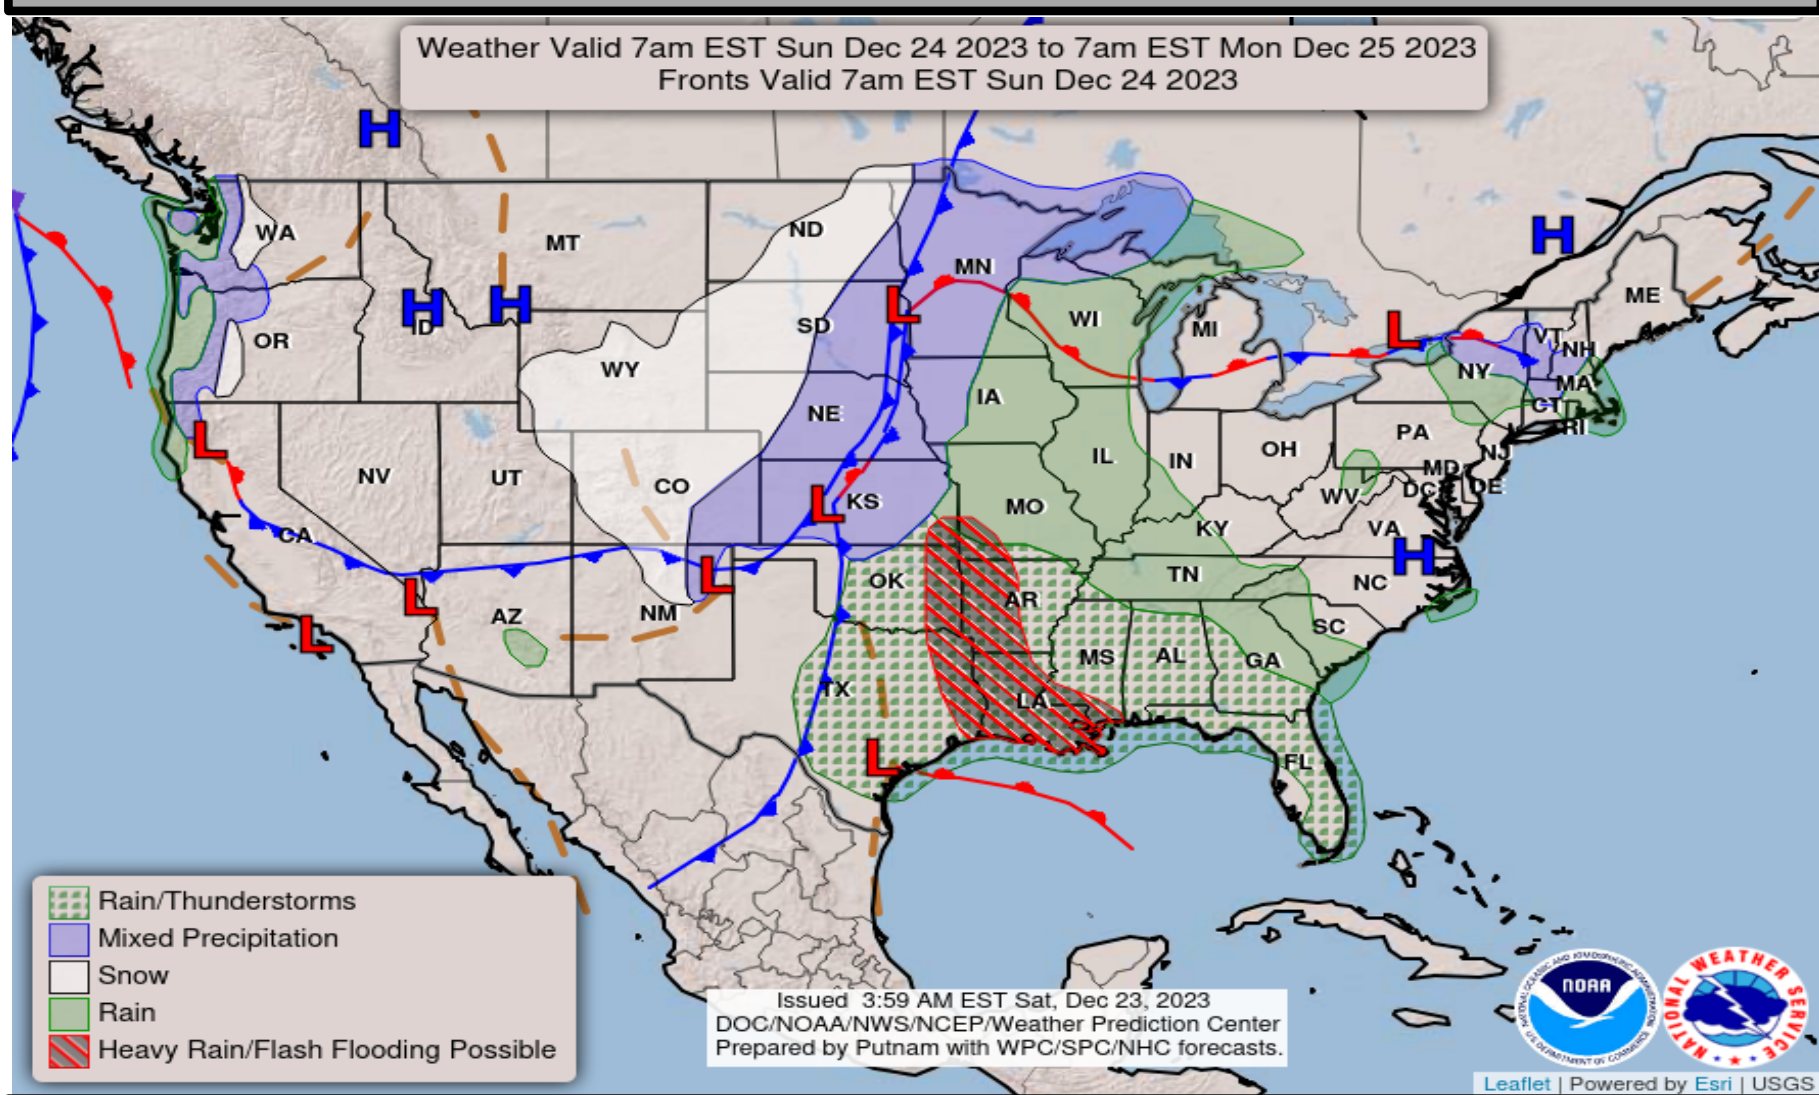 Weather Valid 7am EST Sun Dec 24 2023 to 7am EST Mon Dec 25 2023
Fronts Valid 7am EST Sun Dec 24 2023
H
WA
MT
ND
MN
H
ME
H
ID
H
OR
WY
SD
L
WI
MI
L
VT
NH
NY
MA
CT
RI
L
NV
UT
CO
NE
IA
IL
IN
OH
PA
NJ
MD
DE
DC
WV
VA
H
CA
L
KS
MO
KY
L
AZ
NM
L
OK
AR
TN
NC
SC
L
TX
LA
MS
AL
GA
L
FL
Rain/Thunderstorms
Mixed Precipitation
Snow
Rain
Heavy Rain/Flash Flooding Possible
Issued 3:59 AM EST Sat, Dec 23, 2023
DOC/NOAA/NWS/NCEP/Weather Prediction Center
Prepared by Putnam with WPC/SPC/NHC forecasts.
NOAA
NATIONAL WEATHER SERVICE
Leaflet | Powered by Esri | USGS